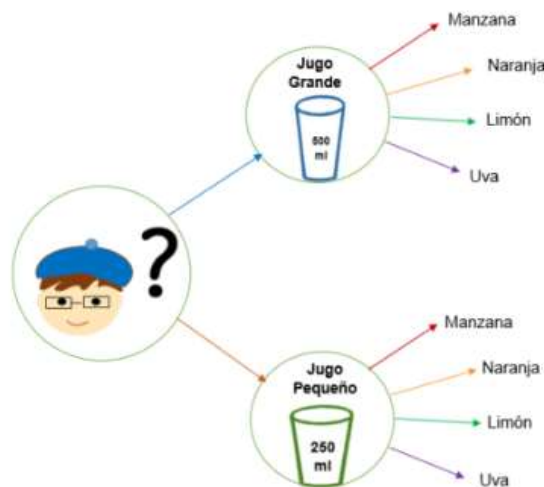 Jugo
Grande
500
ml
Manzana
Naranja
Limón
Uva
?
Jugo
Pequeño
250
ml
Manzana
Naranja
Limón
Uva